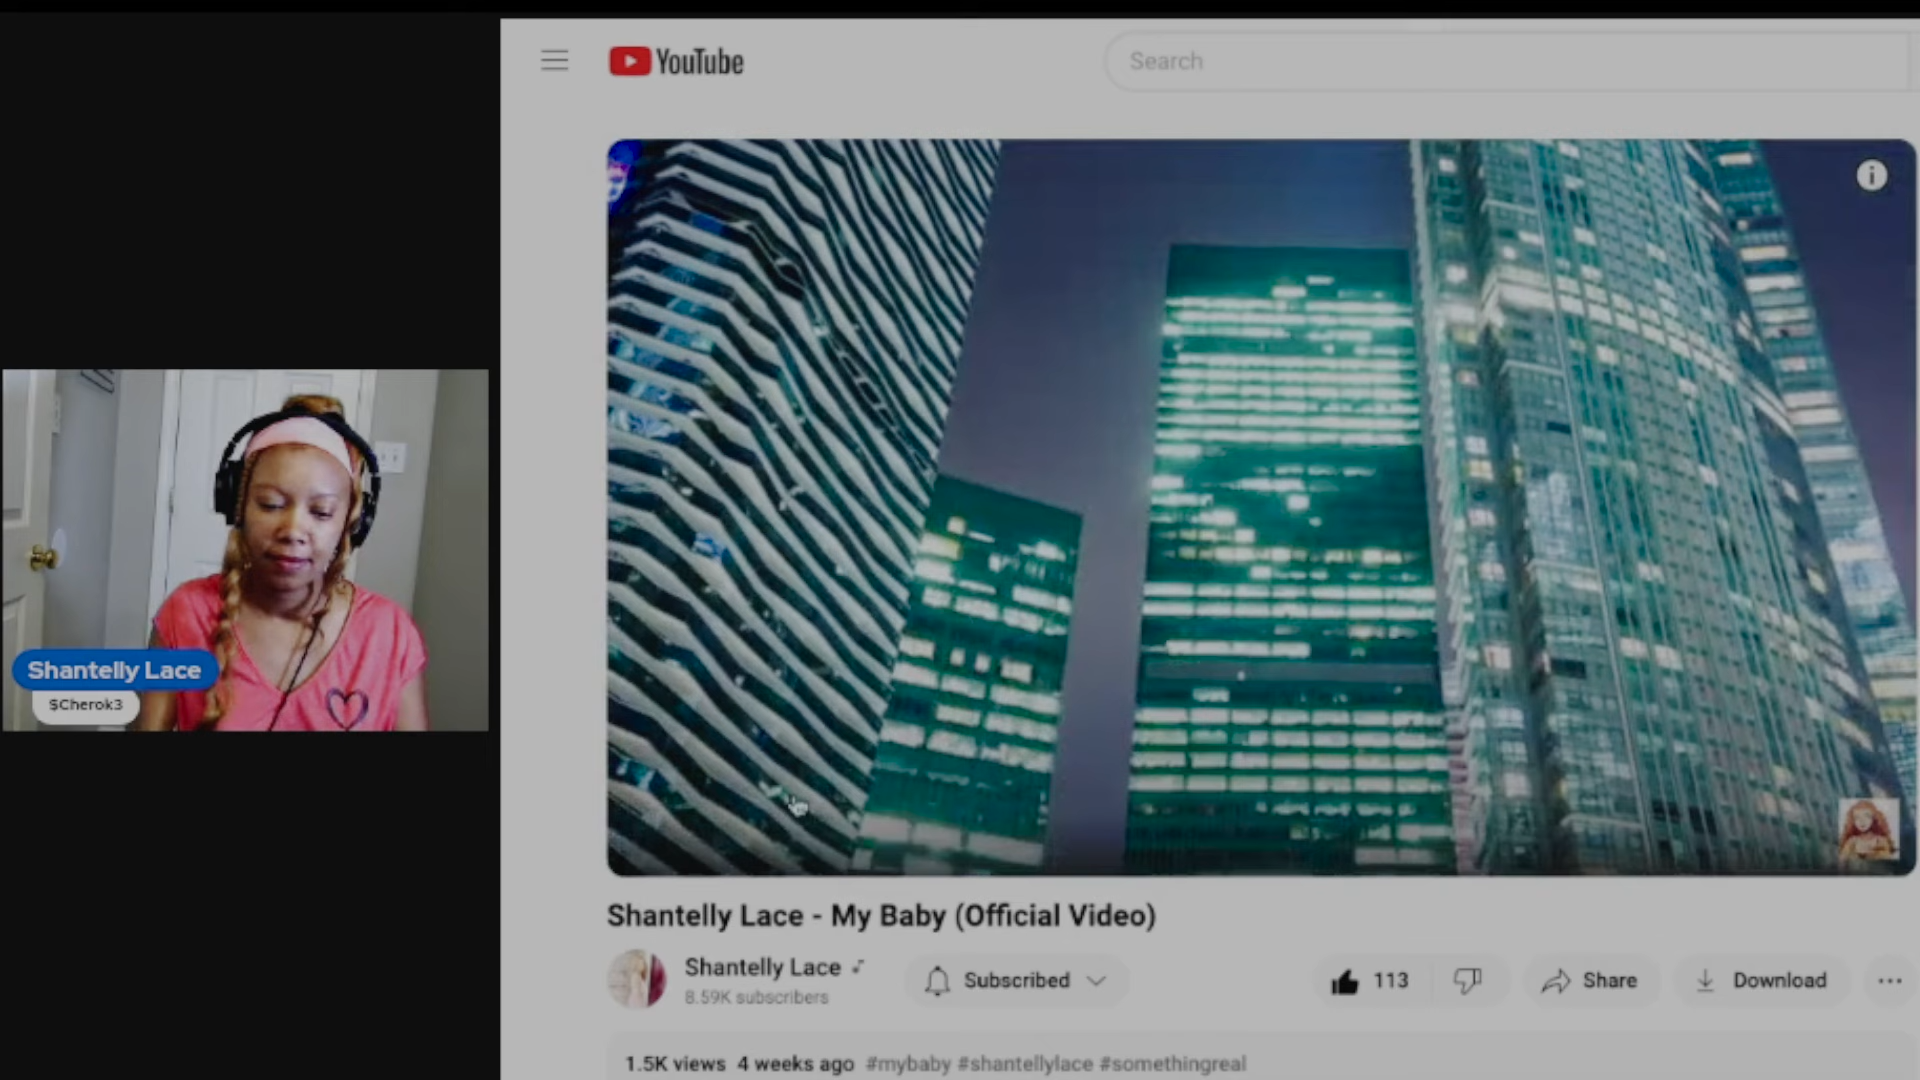 YouTube
Search
Shantelly Lace
$Cherok3
Shantelly Lace - My Baby (Official Video)
Shantelly Lace
8.59K subscribers
Subscribed
113
Share
Download
1.5K views 4 weeks ago #mybaby #shantellylace #somethingreal